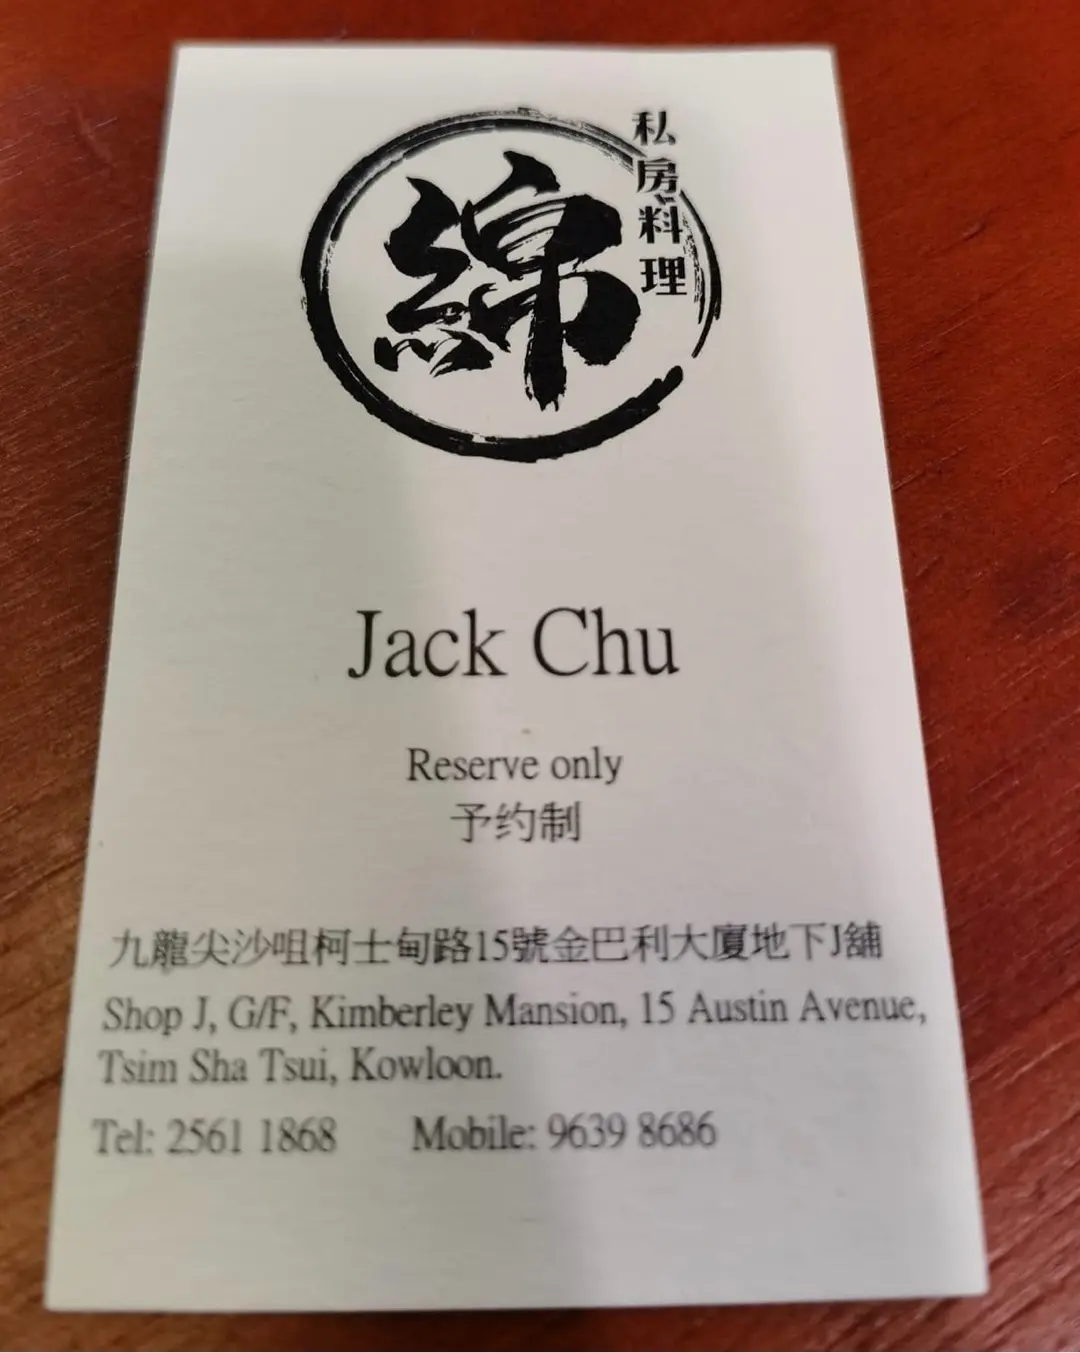 綿
私房料理
Jack Chu
Reserve only
予约制
九龍尖沙咀柯士甸路15號金巴利大廈地下J舖
Shop J, G/F, Kimberley Mansion, 15 Austin Avenue,
Tsim Sha Tsui, Kowloon.
Tel: 2561 1868 Mobile: 9639 8686